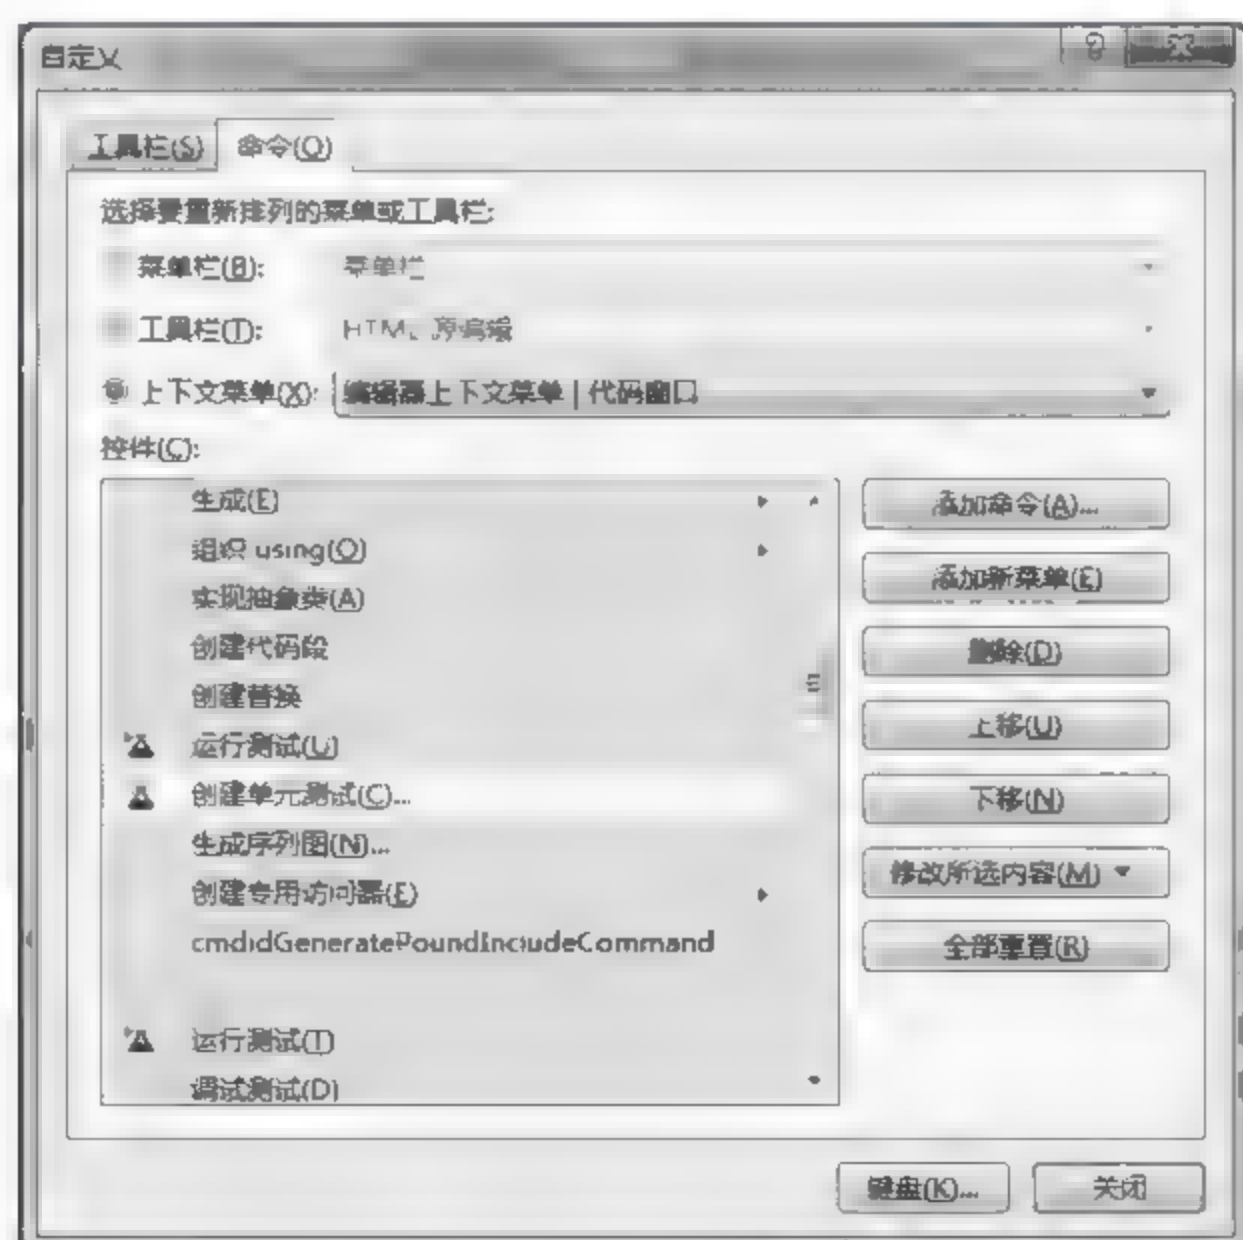 自定义
工具栏(S) 命令(O)
选择要重新排列的菜单或工具栏:
菜单栏(B): 菜单栏
工具栏(T): HTML 源编辑
上下文菜单(X): 编辑器上下文菜单 | 代码窗口
控件(C):
生成(E)
组织 using(O)
实现抽象类(A)
创建代码段
创建替换
运行测试(U)
创建单元测试(C)...
生成序列图(N)...
创建专用访问器(E)
cmdidGeneratePoundIncludeCommand
运行测试(T)
调试测试(D)
添加命令(A)...
添加新菜单(E)
删除(D)
上移(U)
下移(N)
修改所选内容(M)
全部重置(R)
键盘(K)...
关闭